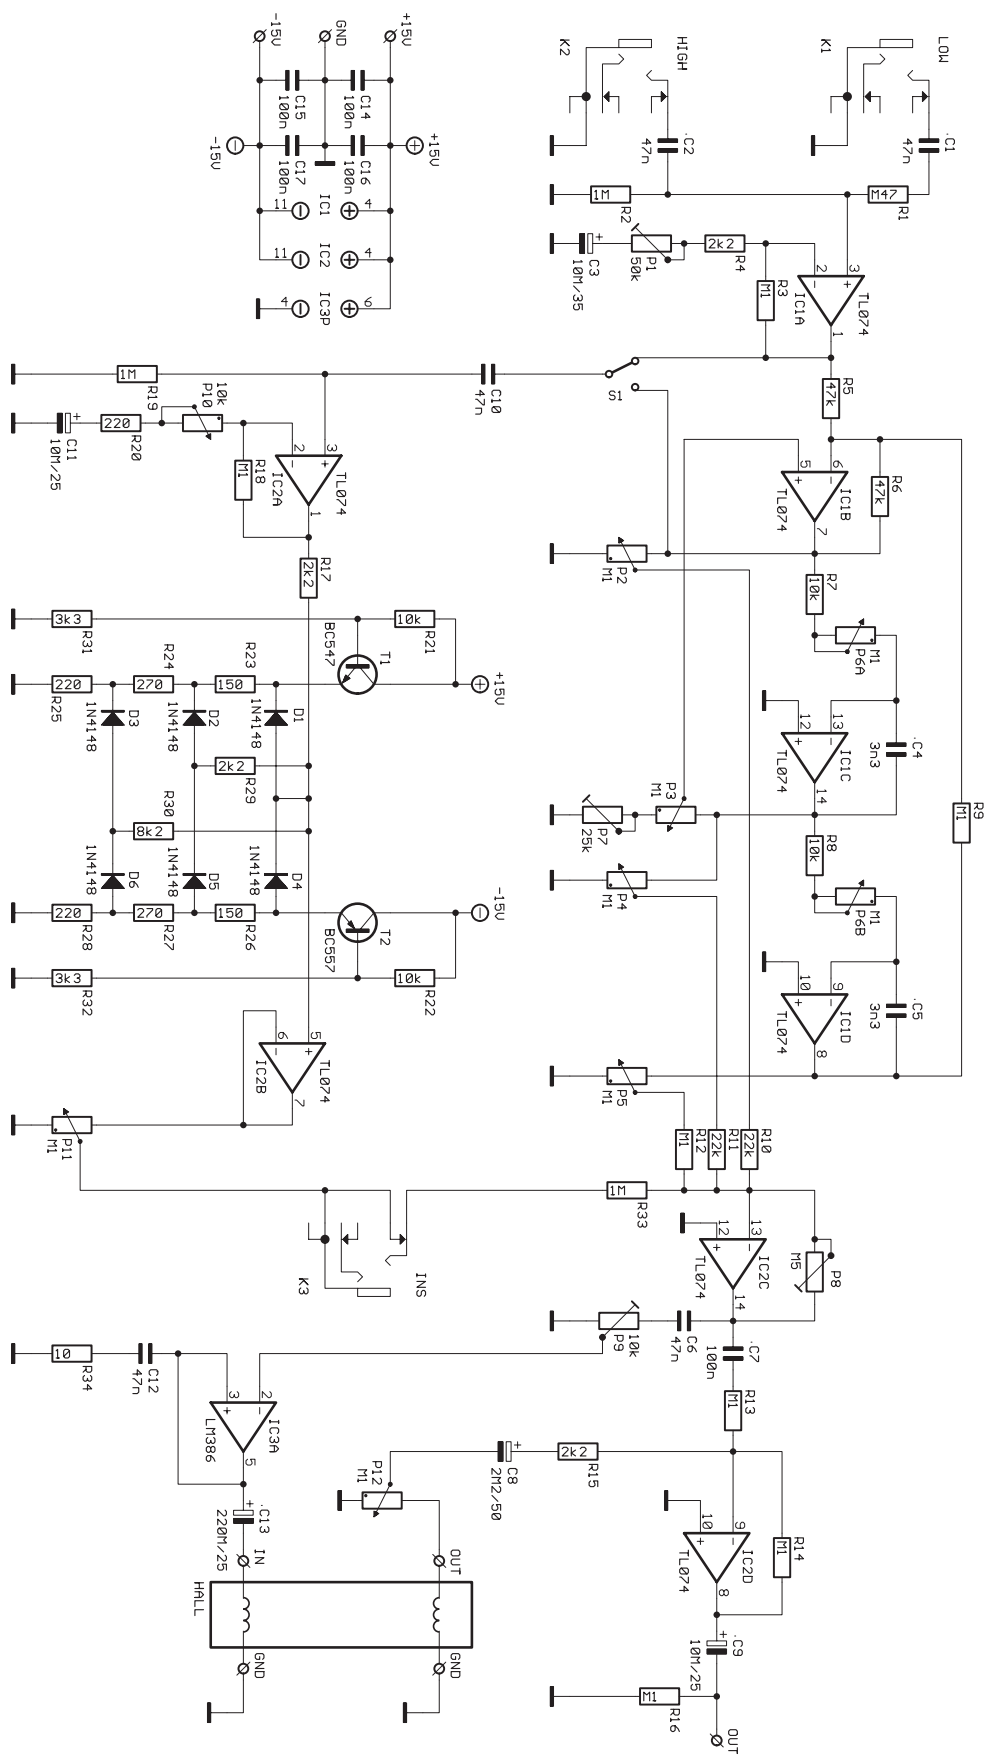 LOW
K1
.C1
47n
M47
R1
HIGH
K2
.C2
47n
1M
R2
3
+
2
–
TL074
IC1A
1
2k2
R4
R3
M1
P1
50k
+
C3
10M/35
+15V
GND
-15V
C14
100n
C15
100n
C16
100n
C17
100n
+15V
-15V
4
IC1
11
4
IC2
11
6
IC3P
4
R5
47k
S1
C10
47n
1M
R19
P10
10k
220
R20
+
C11
10M/25
3
+
2
–
TL074
IC2A
1
R18
M1
R17
2k2
R9
M1
R6
47k
6
–
5
+
IC1B
TL074
7
P2
M1
R7
10k
M1
P6A
13
–
12
+
IC1C
TL074
14
.C4
3n3
P3
M1
P7
25k
P4
M1
R8
10k
M1
P6B
9
–
10
+
IC1D
TL074
8
.C5
3n3
P5
M1
10k
R21
3k3
R31
T1
BC547
+15V
150
R23
270
R24
220
R25
D1
1N4148
D2
1N4148
D3
1N4148
2k2
R29
8k2
R30
D4
1N4148
D5
1N4148
D6
1N4148
150
R26
270
R27
220
R28
-15V
T2
BC557
10k
R22
3k3
R32
5
+
6
–
TL074
IC2B
7
P11
M1
R10
22k
R11
22k
R12
M1
1M
R33
INS
K3
13
–
12
+
IC2C
TL074
14
P8
M5
C6
47n
10k
P9
.C7
100n
R13
M1
9
–
10
+
IC2D
TL074
8
R14
M1
2k2
R15
+
C8
2M2/50
P12
M1
+
.C9
10M/25
M1
R16
OUT
2
–
3
+
IC3A
LM386
5
C12
47n
10
R34
+
.C13
220M/25
IN
OUT
HALL
GND
GND